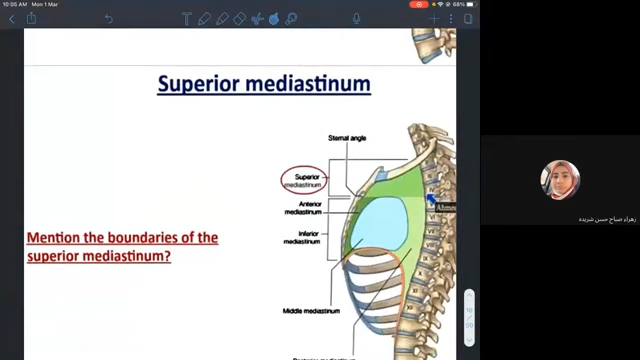 10:05 AM Mon 1 Mar
68%
Superior mediastinum
Sternal angle
Superior
mediastinum
Anterior
mediastinum
Inferior
mediastinum
Middle mediastinum
Mention the boundaries of the
superior mediastinum?
زهراء صباح حسن شريده